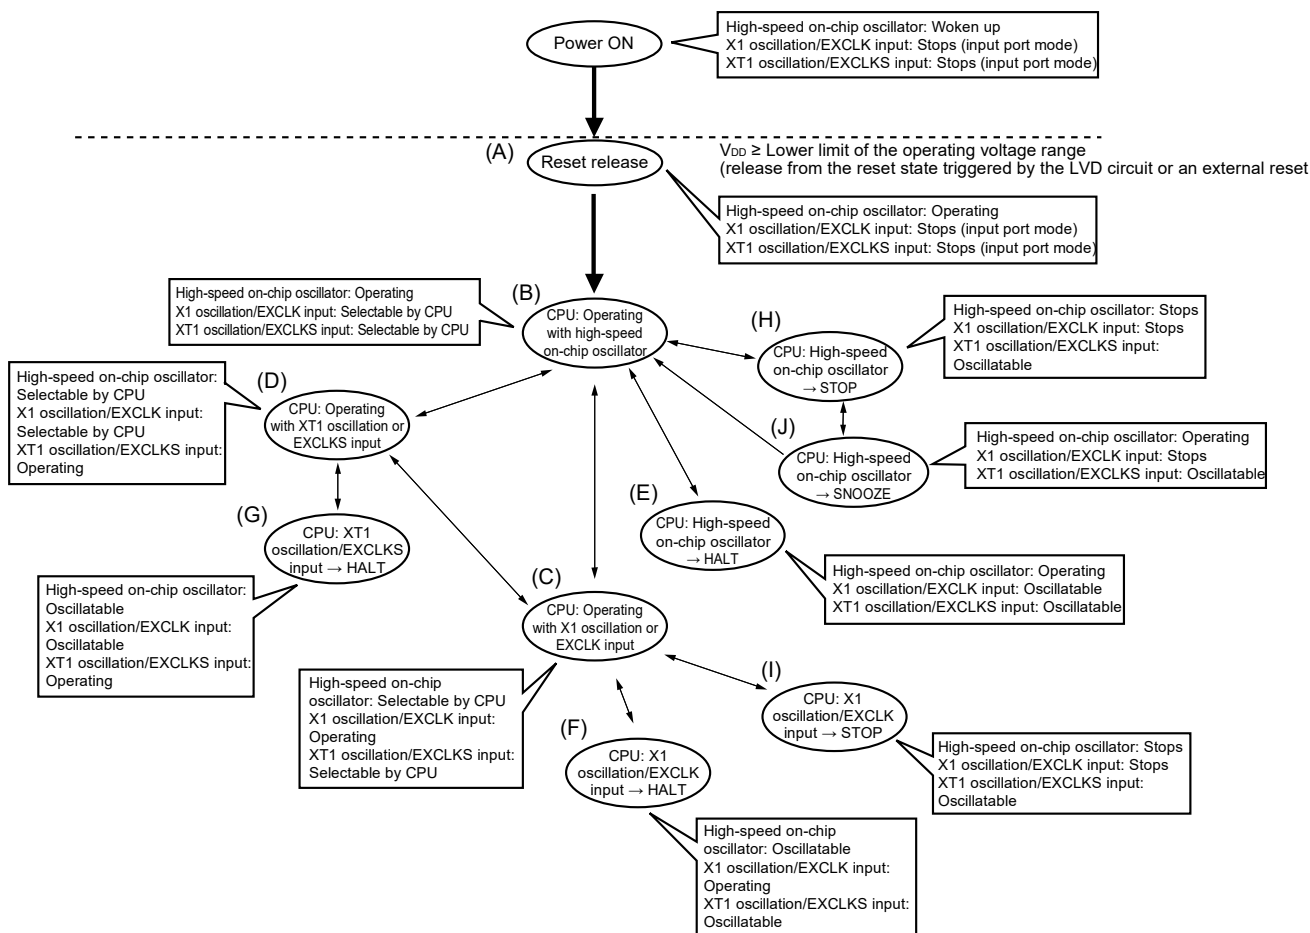 Power ON
High-speed on-chip oscillator: Woken up
X1 oscillation/EXCLK input: Stops (input port mode)
XT1 oscillation/EXCLKS input: Stops (input port mode)
(A)
Reset release
VDD ≥ Lower limit of the operating voltage range
(release from the reset state triggered by the LVD circuit or an external reset
High-speed on-chip oscillator: Operating
X1 oscillation/EXCLK input: Stops (input port mode)
XT1 oscillation/EXCLKS input: Stops (input port mode)
High-speed on-chip oscillator: Operating
X1 oscillation/EXCLK input: Selectable by CPU
XT1 oscillation/EXCLKS input: Selectable by CPU
(B)
CPU: Operating
with high-speed
on-chip oscillator
(H)
CPU: High-speed
on-chip oscillator
→ STOP
High-speed on-chip oscillator: Stops
X1 oscillation/EXCLK input: Stops
XT1 oscillation/EXCLKS input:
Oscillatable
High-speed on-chip oscillator:
Selectable by CPU
X1 oscillation/EXCLK input:
Selectable by CPU
XT1 oscillation/EXCLKS input:
Operating
(D)
CPU: Operating
with XT1 oscillation or
EXCLKS input
(J)
CPU: High-speed
on-chip oscillator
→ SNOOZE
High-speed on-chip oscillator: Operating
X1 oscillation/EXCLK input: Stops
XT1 oscillation/EXCLKS input: Oscillatable
(E)
CPU: High-speed
on-chip oscillator
→ HALT
High-speed on-chip oscillator: Operating
X1 oscillation/EXCLK input: Oscillatable
XT1 oscillation/EXCLKS input: Oscillatable
(G)
CPU: XT1
oscillation/EXCLKS
input → HALT
High-speed on-chip oscillator:
Oscillatable
X1 oscillation/EXCLK input:
Oscillatable
XT1 oscillation/EXCLKS input:
Operating
(C)
CPU: Operating
with X1 oscillation or
EXCLK input
High-speed on-chip
oscillator: Selectable by CPU
X1 oscillation/EXCLK input:
Operating
XT1 oscillation/EXCLKS input:
Selectable by CPU
(I)
CPU: X1
oscillation/EXCLK
input → STOP
High-speed on-chip oscillator: Stops
X1 oscillation/EXCLK input: Stops
XT1 oscillation/EXCLKS input:
Oscillatable
(F)
CPU: X1
oscillation/EXCLK
input → HALT
High-speed on-chip
oscillator: Oscillatable
X1 oscillation/EXCLK input:
Operating
XT1 oscillation/EXCLKS input:
Oscillatable